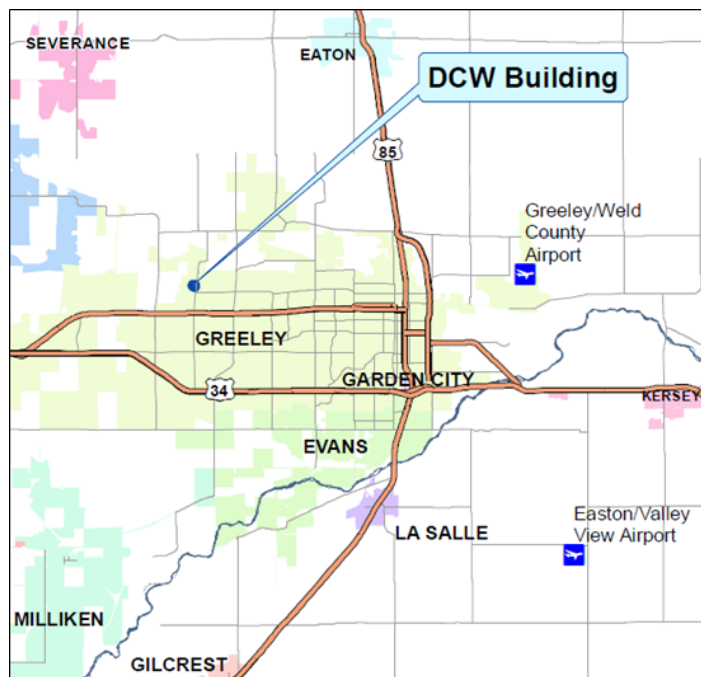 SEVERANCE
EATON
DCW Building
85
Greeley/Weld
County
Airport
GREELEY
34
GARDEN CITY
KERSEY
EVANS
LA SALLE
Easton/Valley
View Airport
MILLIKEN
GILCREST